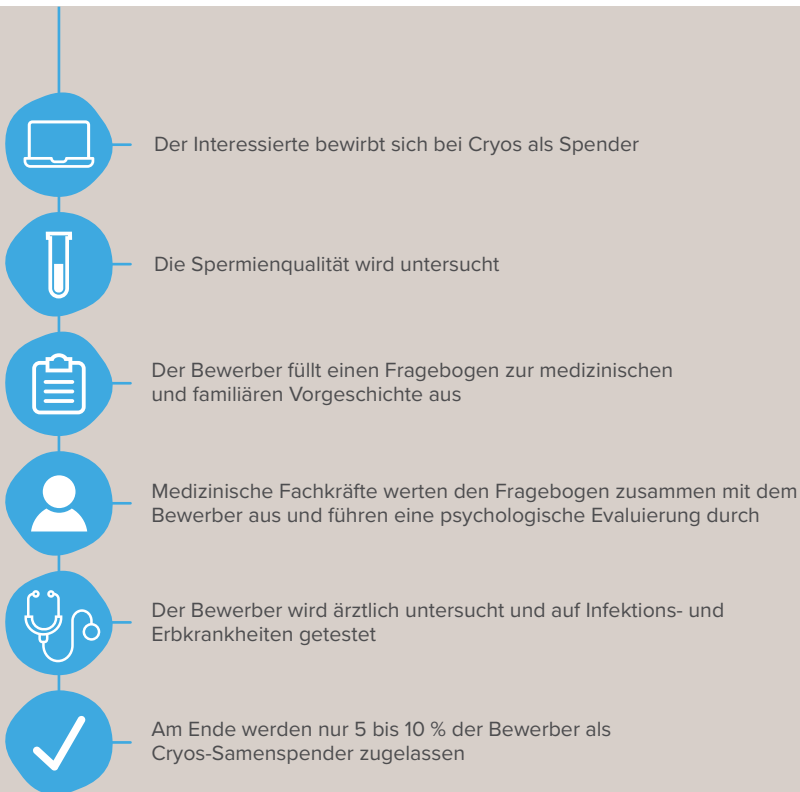 Der Interessierte bewirbt sich bei Cryos als Spender
Die Spermienqualität wird untersucht
Der Bewerber füllt einen Fragebogen zur medizinischen
und familiären Vorgeschichte aus
Medizinische Fachkräfte werten den Fragebogen zusammen mit dem
Bewerber aus und führen eine psychologische Evaluierung durch
Der Bewerber wird ärztlich untersucht und auf Infektions- und
Erbkrankheiten getestet
Am Ende werden nur 5 bis 10 % der Bewerber als
Cryos-Samenspender zugelassen